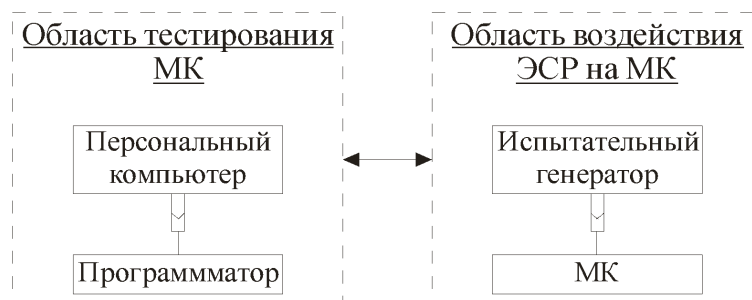 Область тестирования
МК
Персональный
компьютер
Программматор
Область воздействия
ЭСР на МК
Испытательный
генератор
МК